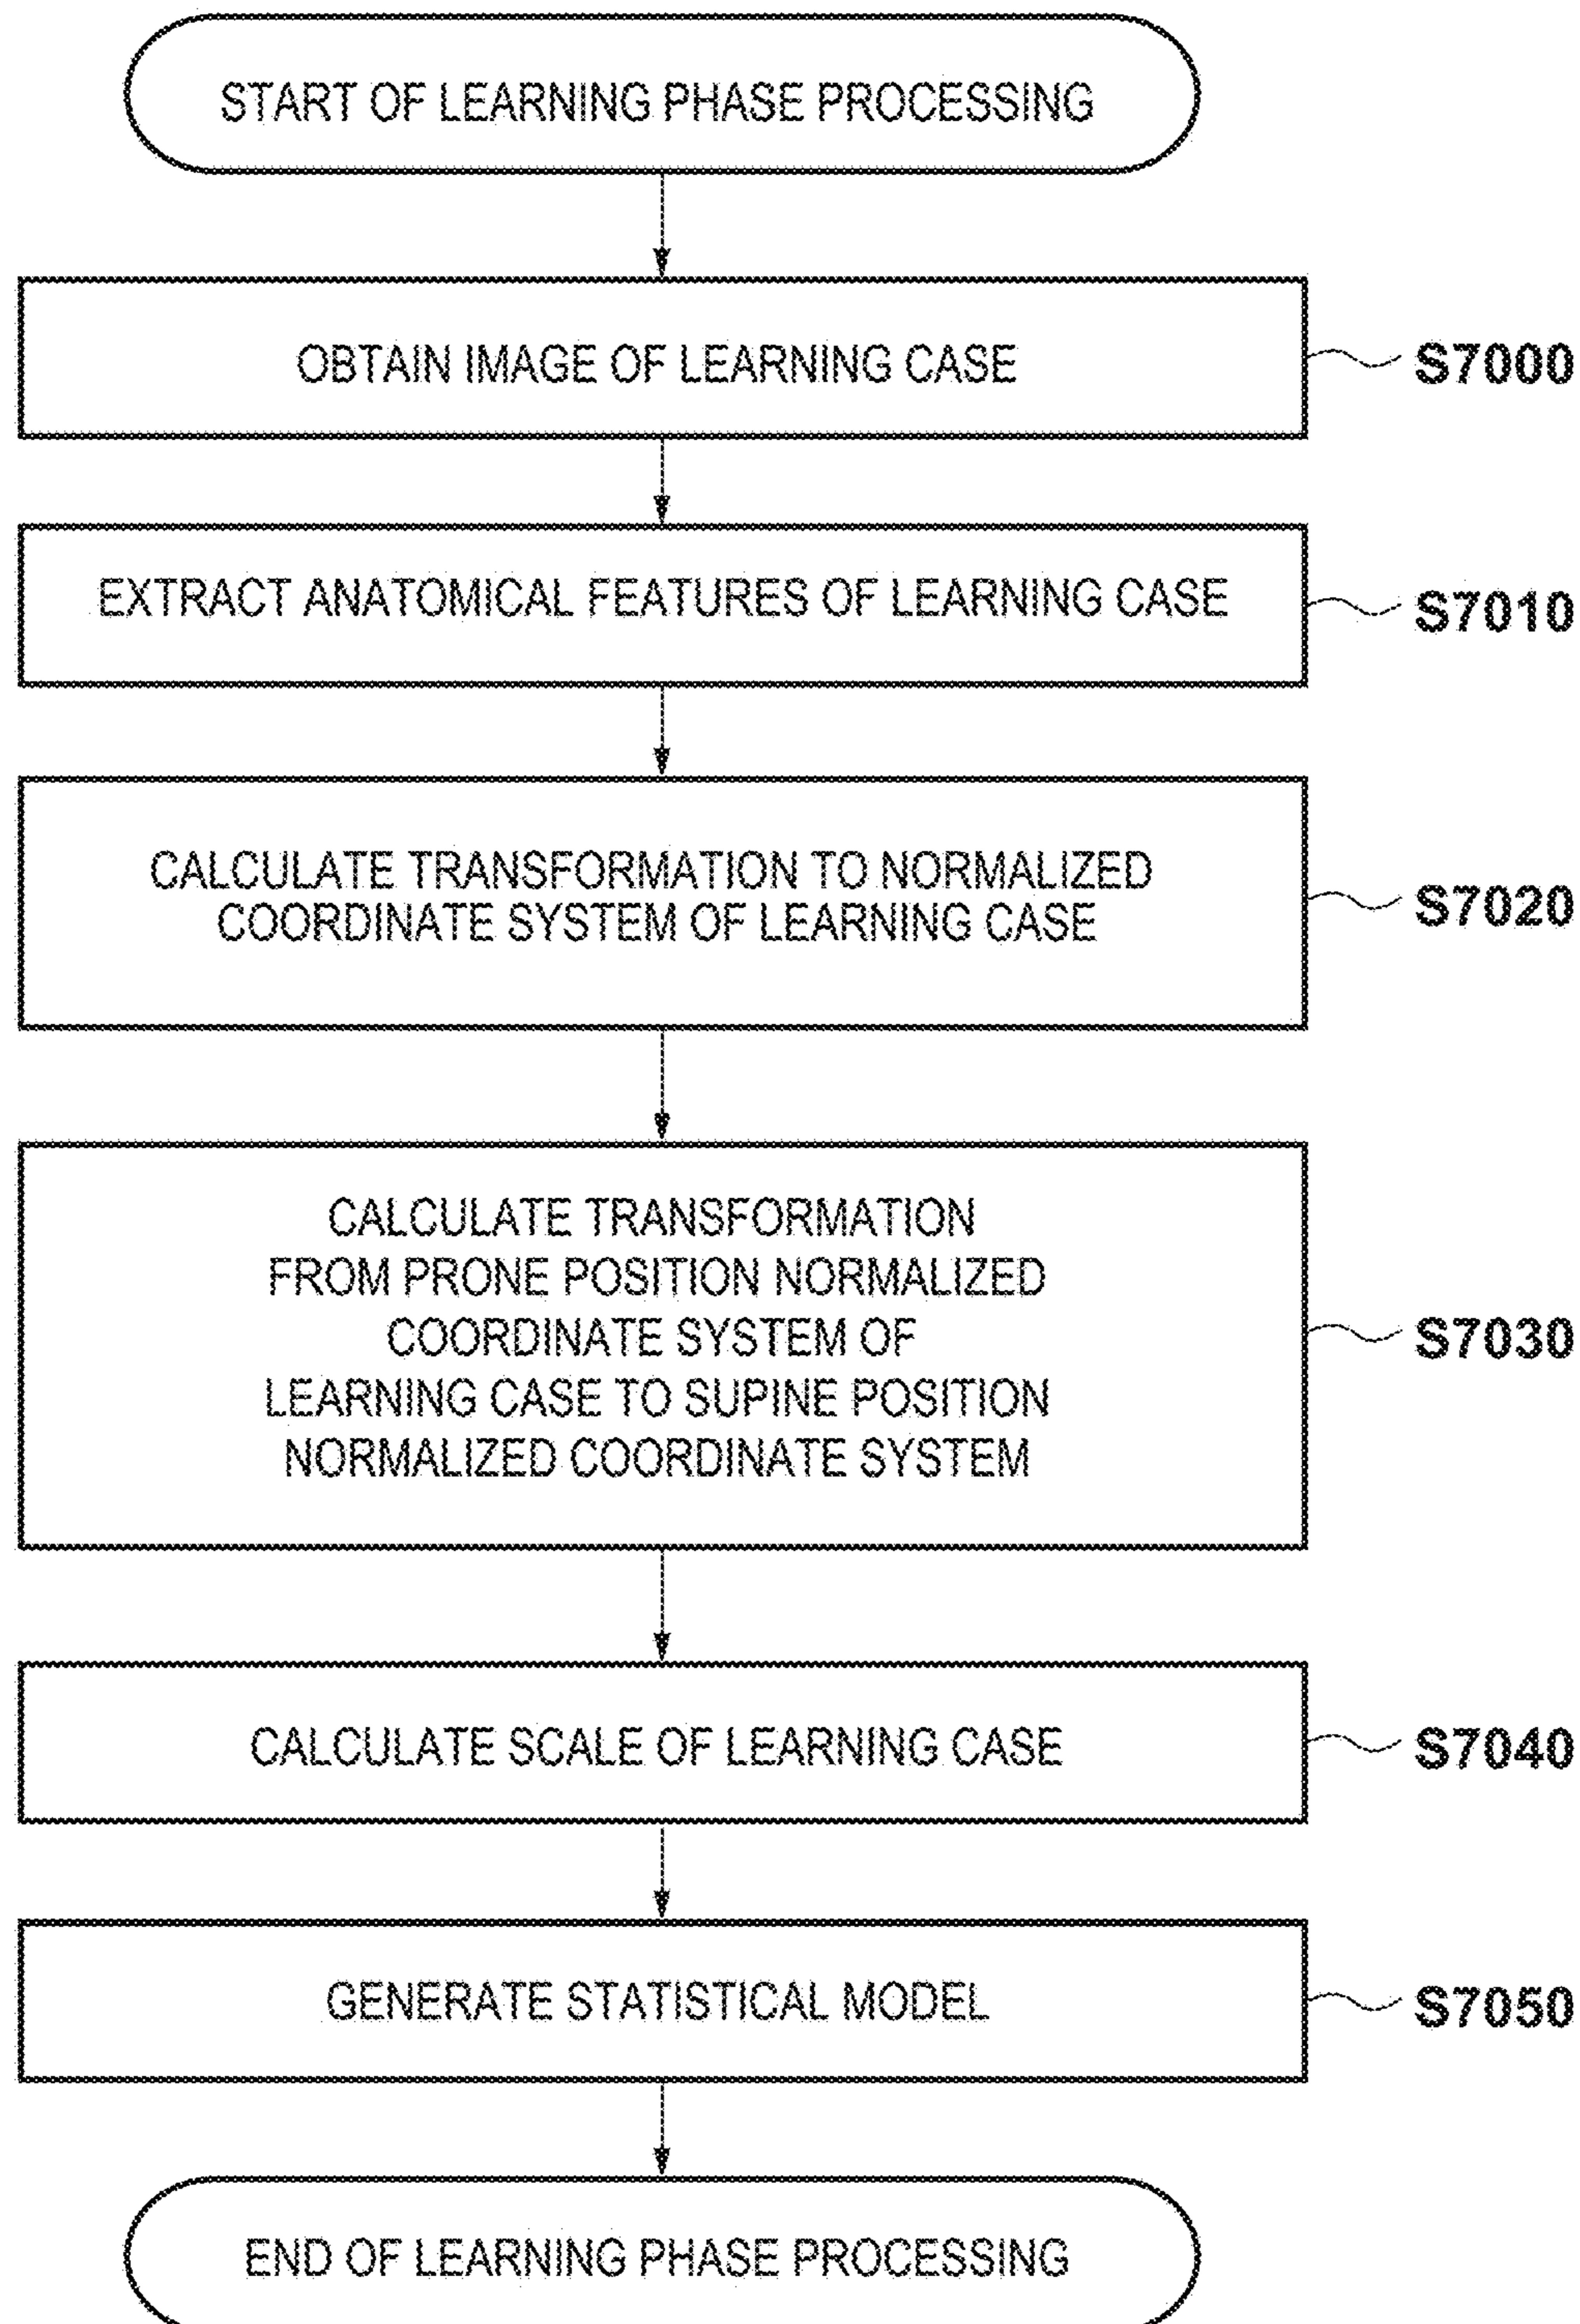 START OF LEARNING PHASE PROCESSING
OBTAIN IMAGE OF LEARNING CASE
S7000
EXTRACT ANATOMICAL FEATURES OF LEARNING CASE
S7010
CALCULATE TRANSFORMATION TO NORMALIZED
COORDINATE SYSTEM OF LEARNING CASE
S7020
CALCULATE TRANSFORMATION
FROM PRONE POSITION NORMALIZED
COORDINATE SYSTEM OF
LEARNING CASE TO SUPINE POSITION
NORMALIZED COORDINATE SYSTEM
S7030
CALCULATE SCALE OF LEARNING CASE
S7040
GENERATE STATISTICAL MODEL
S7050
END OF LEARNING PHASE PROCESSING